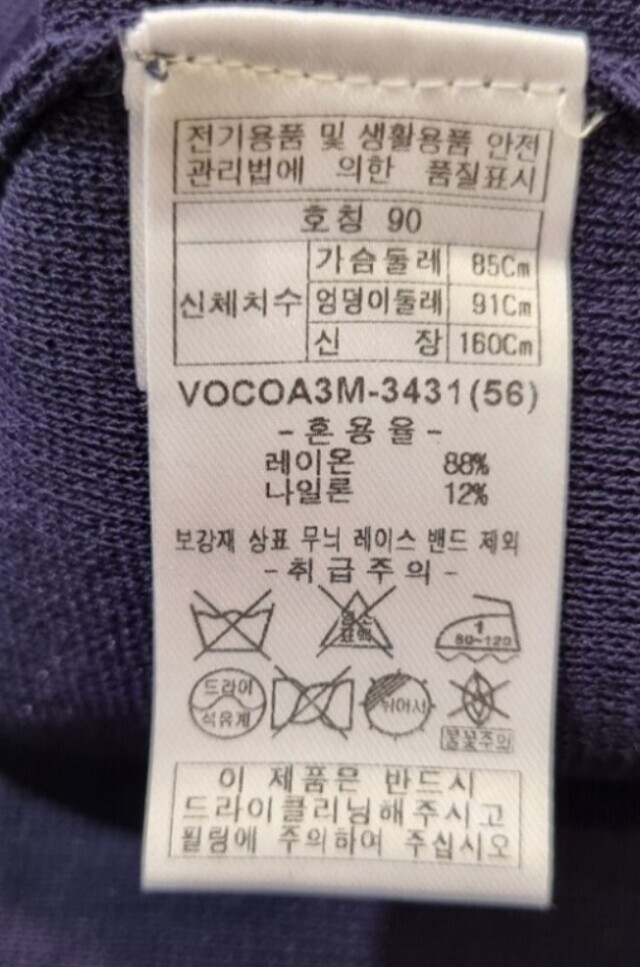 전기용품 및 생활용품 안전
관리법에 의한 품질표시
호칭 90
신체치수
가슴둘레 85Cm
엉덩이둘레 91Cm
신 장 160Cm
VOCOA3M-3431(56)
-혼용율-
레이온 88%
나일론 12%
보강재 상표 무늬 레이스 밴드 제외
-취급주의-
염소
표백
1
80~120
드라이
석유계
뉘어서
불꽃주의
이 제품은 반드시
드라이클리닝해주시고
필링에 주의하여 주십시오